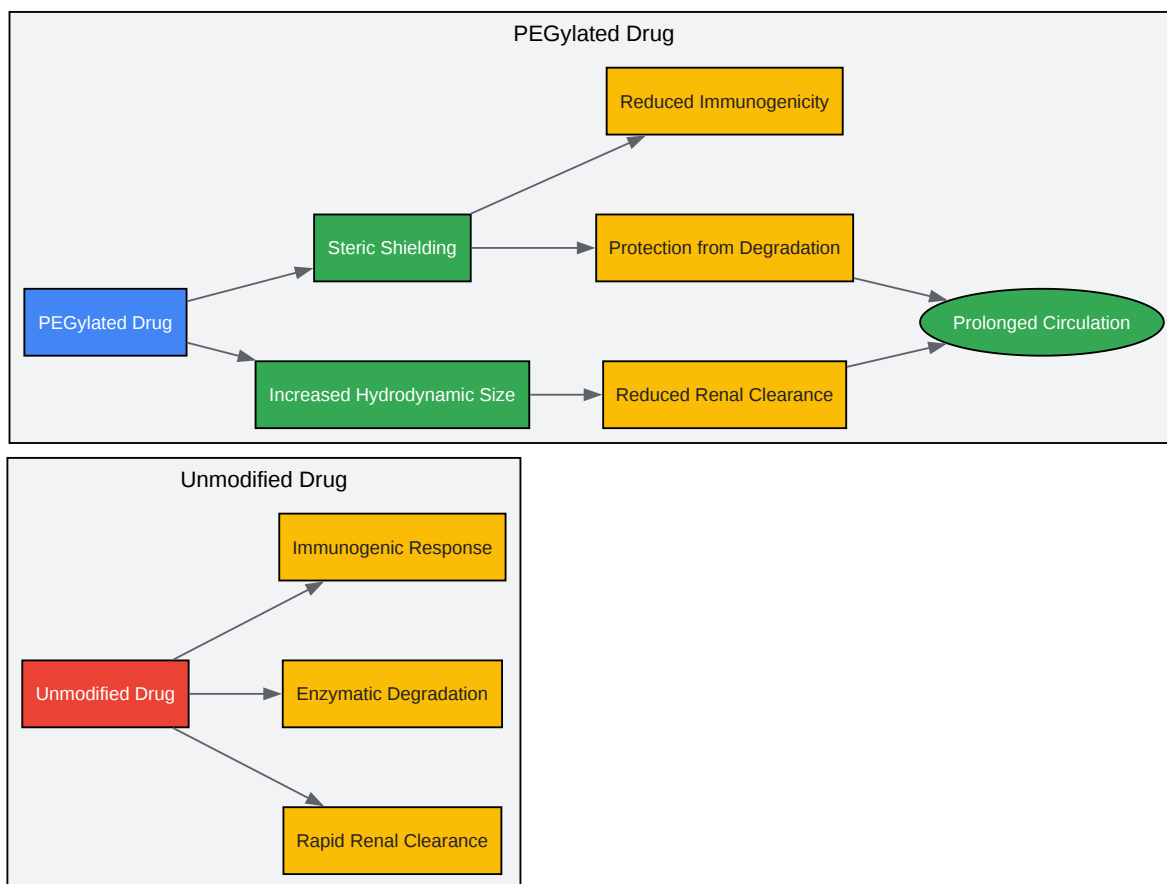 PEGylated Drug
Reduced Immunogenicity
Steric Shielding
Protection from Degradation
PEGylated Drug
Prolonged Circulation
Increased Hydrodynamic Size
Reduced Renal Clearance
Unmodified Drug
Immunogenic Response
Unmodified Drug
Enzymatic Degradation
Rapid Renal Clearance